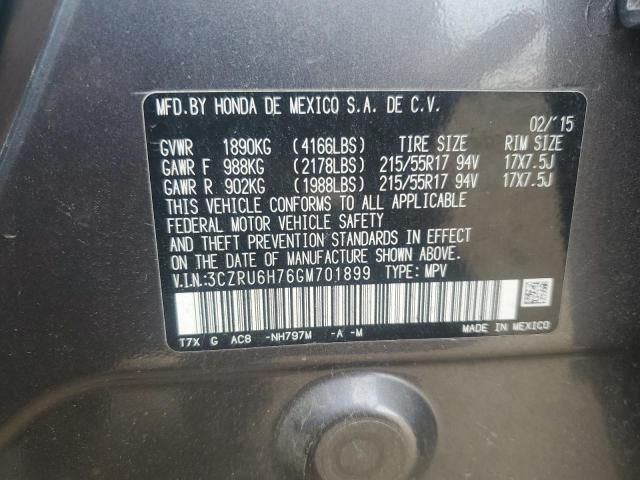 MFD.BY HONDA DE MEXICO S.A. DE C.V.
02/'15
GVWR 1890KG (4166LBS) TIRE SIZE RIM SIZE
GAWR F 988KG (2178LBS) 215/55R17 94V 17X7.5J
GAWR R 902KG (1988LBS) 215/55R17 94V 17X7.5J
THIS VEHICLE CONFORMS TO ALL APPLICABLE
FEDERAL MOTOR VEHICLE SAFETY
AND THEFT PREVENTION STANDARDS IN EFFECT
ON THE DATE OF MANUFACTURE SHOWN ABOVE.
V.I.N.:3CZRU6H76GM701899 TYPE: MPV
T7X G AC8 -NH797M -A -M
MADE IN MEXICO